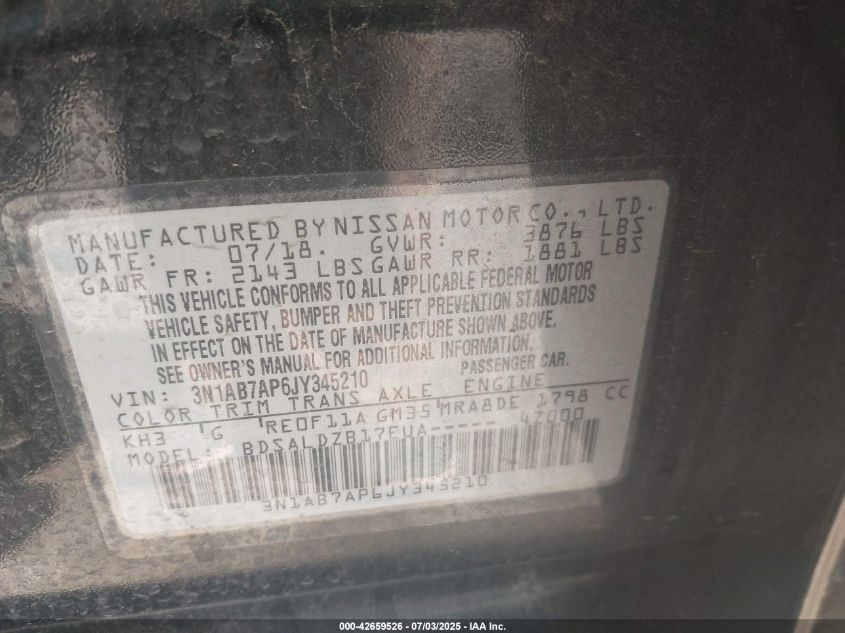 MANUFACTURED BY NISSAN MOTOR CO., LTD.
DATE: 07/18. GVWR: 3876 LBS
GAWR FR: 2143 LBS GAWR RR: 1881 LBS
THIS VEHICLE CONFORMS TO ALL APPLICABLE FEDERAL MOTOR
VEHICLE SAFETY, BUMPER AND THEFT PREVENTION STANDARDS
IN EFFECT ON THE DATE OF MANUFACTURE SHOWN ABOVE.
SEE OWNER'S MANUAL FOR ADDITIONAL INFORMATION.
VIN: 3N1AB7AP6JY345210 PASSENGER CAR.
COLOR TRIM TRANS AXLE ENGINE
KH3 G RE0F11A GM35 MRA8DE 1798 CC
MODEL: BDSALDZB17EUA----- 47000
3N1AB7AP6JY345210
000-42659526 - 07/03/2025 - IAA Inc.